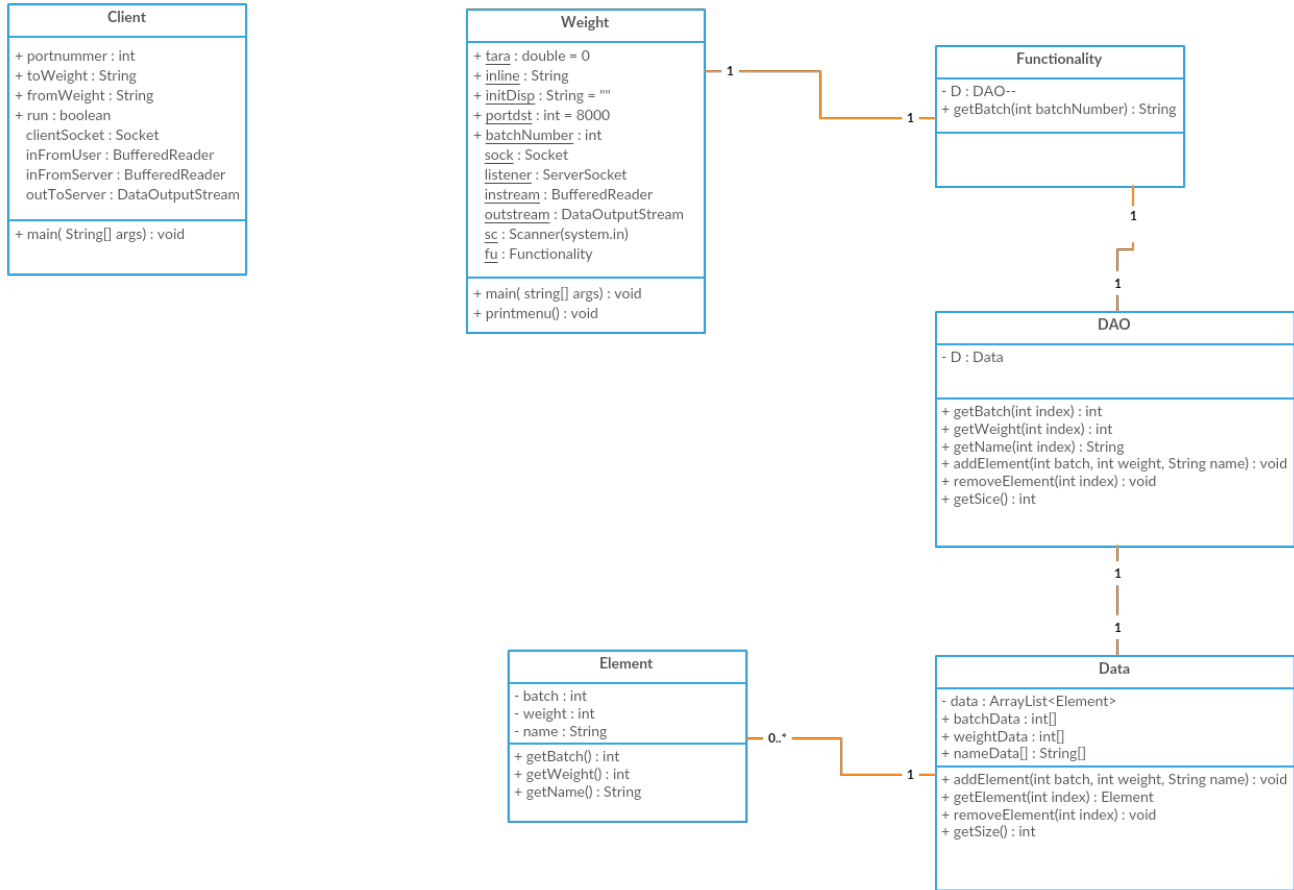 Client
+ portnummer : int
+ toWeight : String
+ fromWeight : String
+ run : boolean
clientSocket : Socket
inFromUser : BufferedReader
inFromServer : BufferedReader
outToServer : DataOutputStream
+ main( String[] args) : void
Weight
+ tara : double = 0
+ inline : String
+ initDisp : String = ""
+ portdst : int = 8000
+ batchNumber : int
sock : Socket
listener : ServerSocket
instream : BufferedReader
outstream : DataOutputStream
sc : Scanner(system.in)
fu : Functionality
+ main( string[] args) : void
+ printmenu() : void
1
1
Functionality
- D : DAO--
+ getBatch(int batchNumber) : String
1
1
DAO
- D : Data
+ getBatch(int index) : int
+ getWeight(int index) : int
+ getName(int index) : String
+ addElement(int batch, int weight, String name) : void
+ removeElement(int index) : void
+ getSice() : int
1
1
Element
- batch : int
- weight : int
- name : String
+ getBatch() : int
+ getWeight() : int
+ getName() : String
0..*
1
Data
- data : ArrayList<Element>
+ batchData : int[]
+ weightData : int[]
+ nameData[] : String[]
+ addElement(int batch, int weight, String name) : void
+ getElement(int index) : Element
+ removeElement(int index) : void
+ getSize() : int